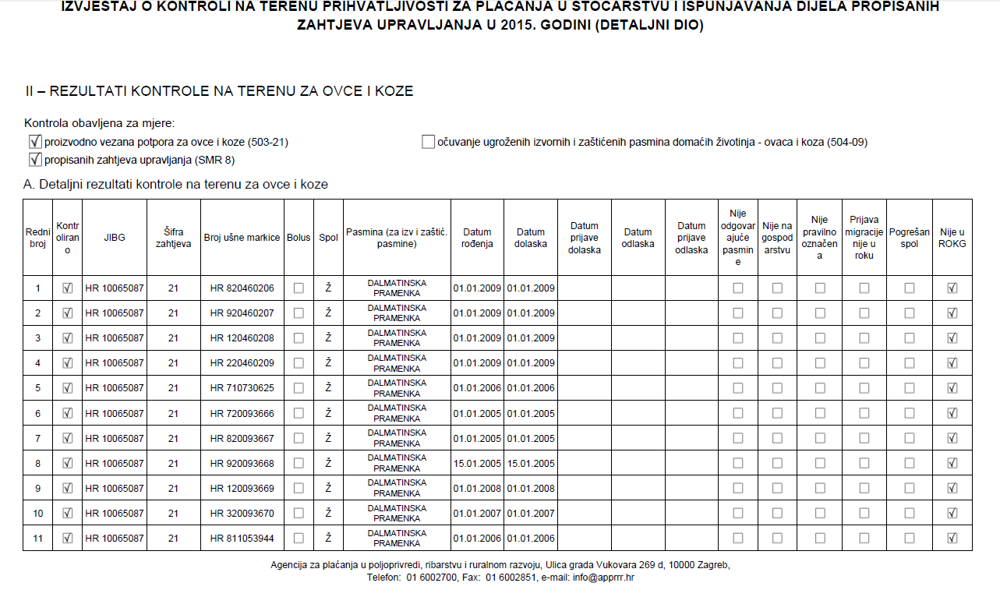 IZVJEŠTAJ O KONTROLI NA TERENU PRIHVATLJIVOSTI ZA PLAĆANJA U STOČARSTVU I ISPUNJAVANJA DIJELA PROPISANIH
ZAHTJEVA UPRAVLJANJA U 2015. GODINI (DETALJNI DIO)
II – REZULTATI KONTROLE NA TERENU ZA OVCE I KOZE
Kontrola obavljena za mjere:
proizvodno vezana potpora za ovce i koze (503-21)
očuvanje ugroženih izvornih i zaštićenih pasmina domaćih životinja - ovaca i koza (504-09)
propisanih zahtjeva upravljanja (SMR 8)
A. Detaljni rezultati kontrole na terenu za ovce i koze
Redni
broj
Kontr
oliran
o
JIBG
Šifra
zahtjeva
Broj ušne markice
Bolus
Spol
Pasmina (za izv i zaštić.
pasmine)
Datum
rođenja
Datum
dolaska
Datum
prijave
dolaska
Datum
odlaska
Datum
prijave
odlaska
Nije
odgovar
ajuće
pasmin
e
Nije na
gospod
arstvu
Nije
pravilno
označen
a
Prijava
migracije
nije u
roku
Pogrešan
spol
Nije u
ROKG
1 HR 10065087 21 HR 820460206 Ž DALMATINSKA
PRAMENKA 01.01.2009 01.01.2009
2 HR 10065087 21 HR 920460207 Ž DALMATINSKA
PRAMENKA 01.01.2009 01.01.2009
3 HR 10065087 21 HR 120460208 Ž DALMATINSKA
PRAMENKA 01.01.2009 01.01.2009
4 HR 10065087 21 HR 220460209 Ž DALMATINSKA
PRAMENKA 01.01.2009 01.01.2009
5 HR 10065087 21 HR 710730625 Ž DALMATINSKA
PRAMENKA 01.01.2006 01.01.2006
6 HR 10065087 21 HR 720093666 Ž DALMATINSKA
PRAMENKA 01.01.2005 01.01.2005
7 HR 10065087 21 HR 820093667 Ž DALMATINSKA
PRAMENKA 01.01.2005 01.01.2005
8 HR 10065087 21 HR 920093668 Ž DALMATINSKA
PRAMENKA 15.01.2005 15.01.2005
9 HR 10065087 21 HR 120093669 Ž DALMATINSKA
PRAMENKA 01.01.2008 01.01.2008
10 HR 10065087 21 HR 320093670 Ž DALMATINSKA
PRAMENKA 01.01.2007 01.01.2007
11 HR 10065087 21 HR 811053944 Ž DALMATINSKA
PRAMENKA 01.01.2006 01.01.2006
Agencija za plaćanja u poljoprivredi, ribarstvu i ruralnom razvoju, Ulica grada Vukovara 269 d, 10000 Zagreb,
Telefon: 01 6002700, Fax: 01 6002851, e-mail: info@apprrr.hr